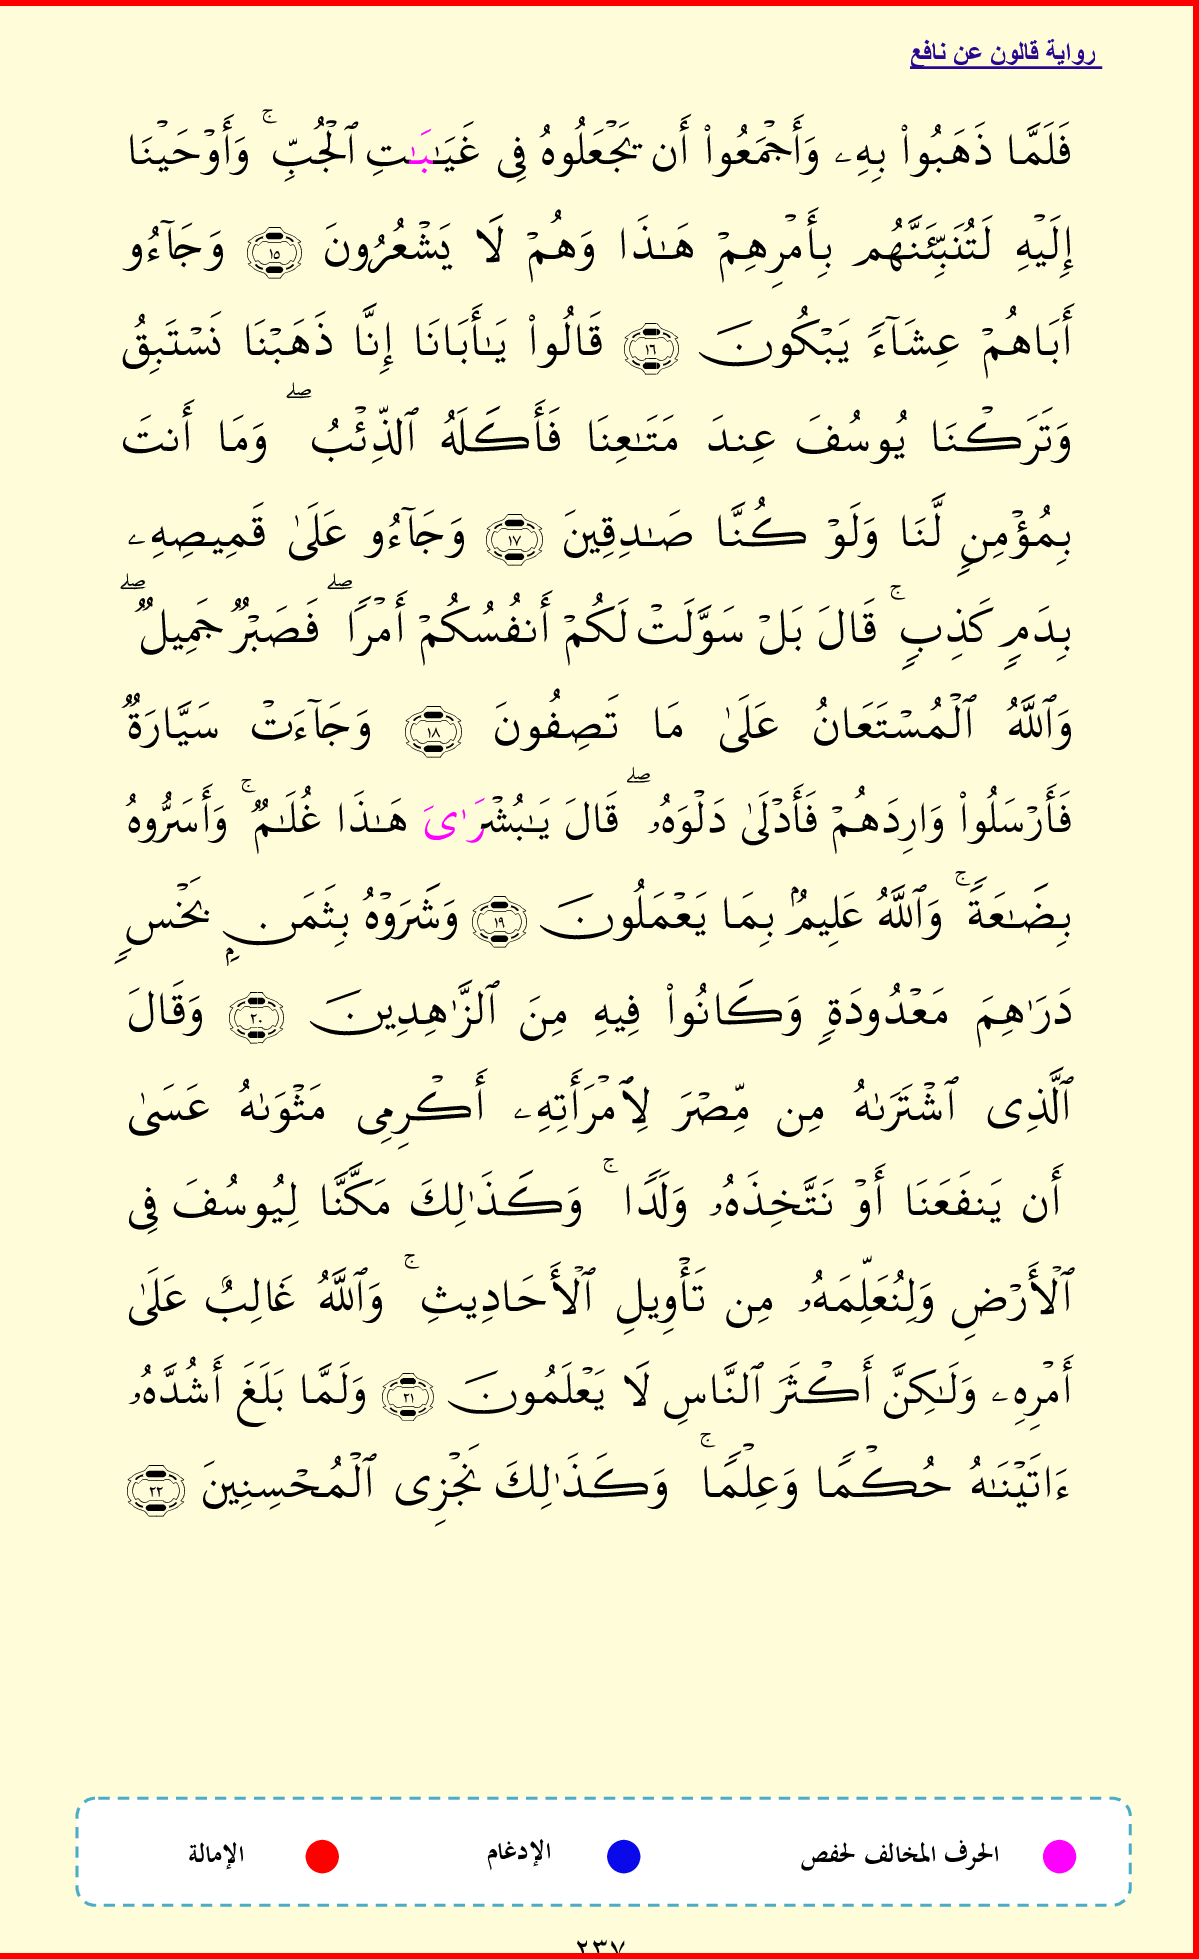 رواية قالون عن نافع
فَلَمَّا ذَهَبُواْ بِهِۦ وَأَجْمَعُواْ أَن يَجْعَلُوهُ فِى غَيَـٰبَـٰتِ ٱلْجُبِّ ۚ وَأَوْحَيْنَا
إِلَيْهِ لَتُنَبِّئَنَّهُم بِأَمْرِهِمْ هَـٰذَا وَهُمْ لَا يَشْعُرُونَ ١٥ وَجَآءُو
أَبَاهُمْ عِشَآءً يَبْكُونَ ١٦ قَالُواْ يَـٰأَبَانَا إِنَّا ذَهَبْنَا نَسْتَبِقُ
وَتَرَكْنَا يُوسُفَ عِندَ مَتَـٰعِنَا فَأَكَلَهُ ٱلذِّئْبُ ۖ وَمَا أَنتَ
بِمُؤْمِنٍ لَّنَا وَلَوْ كُنَّا صَـٰدِقِينَ ١٧ وَجَآءُو عَلَىٰ قَمِيصِهِۦ
بِدَمٍ كَذِبٍ ۚ قَالَ بَلْ سَوَّلَتْ لَكُمْ أَنفُسُكُمْ أَمْرًا ۖ فَصَبْرٌ جَمِيلٌ ۖ
وَٱللَّهُ ٱلْمُسْتَعَانُ عَلَىٰ مَا تَصِفُونَ ١٨ وَجَآءَتْ سَيَّارَةٌ
فَأَرْسَلُواْ وَارِدَهُمْ فَأَدْلَىٰ دَلْوَهُۥ ۖ قَالَ يَـٰبُشْرَٰىَ هَـٰذَا غُلَـٰمٌ ۚ وَأَسَرُّوهُ
بِضَـٰعَةً ۚ وَٱللَّهُ عَلِيمٌۢ بِمَا يَعْمَلُونَ ١٩ وَشَرَوْهُ بِثَمَنٍۭ بَخْسٍ
دَرَٰهِمَ مَعْدُودَةٍ وَكَانُواْ فِيهِ مِنَ ٱلزَّٰهِدِينَ ٢٠ وَقَالَ
ٱلَّذِى ٱشْتَرَىٰهُ مِن مِّصْرَ لِٱمْرَأَتِهِۦ أَكْرِمِى مَثْوَىٰهُ عَسَىٰ
أَن يَنفَعَنَا أَوْ نَتَّخِذَهُۥ وَلَدًا ۚ وَكَذَٰلِكَ مَكَّنَّا لِيُوسُفَ فِى
ٱلْأَرْضِ وَلِنُعَلِّمَهُۥ مِن تَأْوِيلِ ٱلْأَحَادِيثِ ۚ وَٱللَّهُ غَالِبٌ عَلَىٰ
أَمْرِهِۦ وَلَـٰكِنَّ أَكْثَرَ ٱلنَّاسِ لَا يَعْلَمُونَ ٢١ وَلَمَّا بَلَغَ أَشُدَّهُۥ
ءَاتَيْنَـٰهُ حُكْمًا وَعِلْمًا ۚ وَكَذَٰلِكَ نَجْزِى ٱلْمُحْسِنِينَ ٢٢
الحرف المخالف لحفص الإدغام الإمالة
٢٣٧